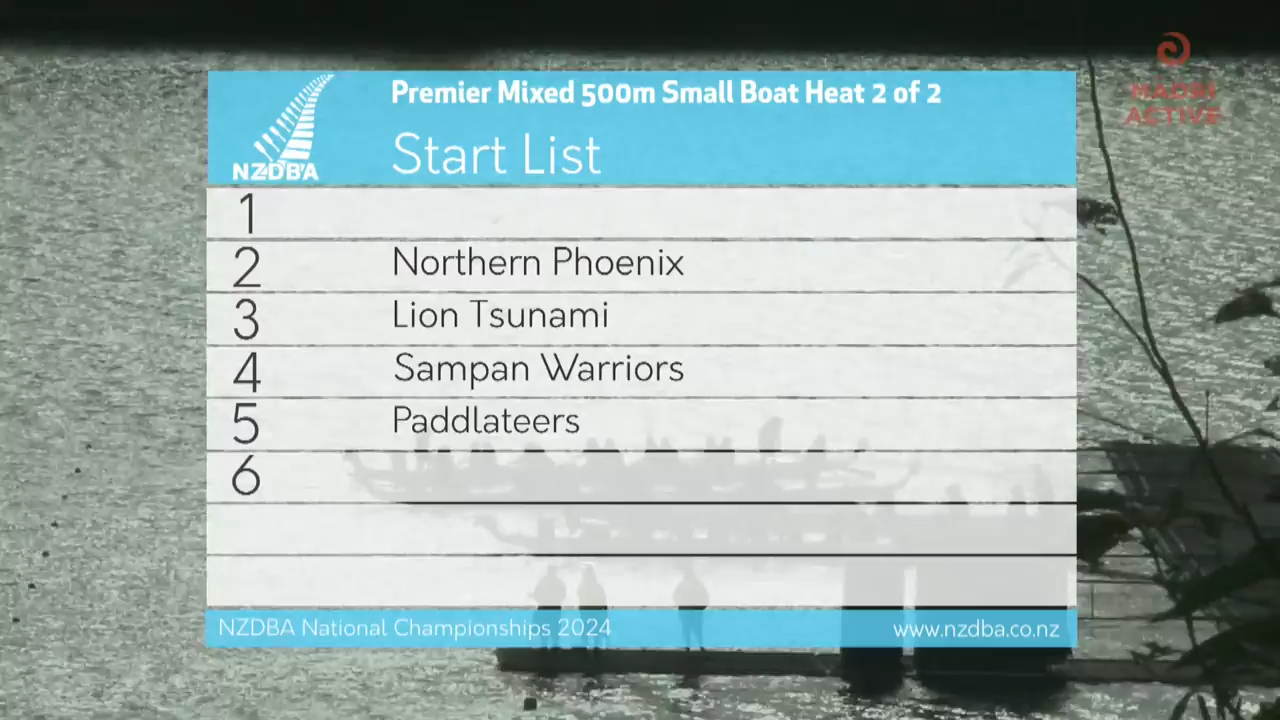 Premier Mixed 500m Small Boat Heat 2 of 2
Start List
NZDBA
1
2 Northern Phoenix
3 Lion Tsunami
4 Sampan Warriors
5 Paddlateers
6
NZDBA National Championships 2024
www.nzdba.co.nz
MĀORI
ACTIVE